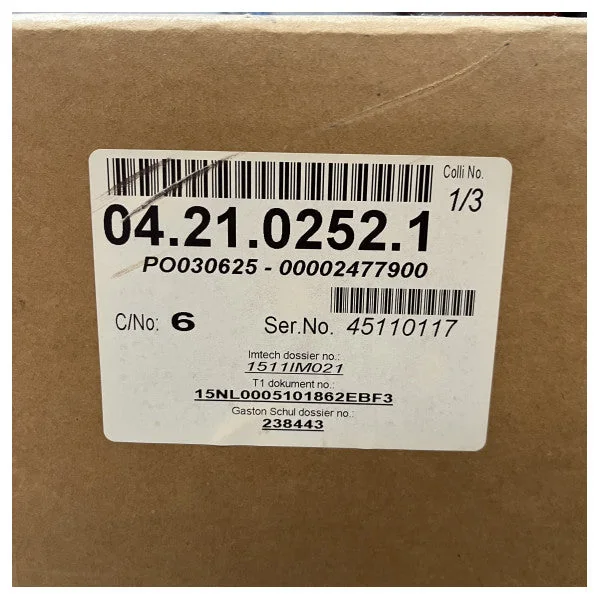 Colli No.
1/3
04.21.0252.1
PO030625 - 00002477900
C/No: 6 Ser.No. 45110117
Imtech dossier no.:
1511IM021
T1 dokument no.:
15NL0005101862EBF3
Gaston Schul dossier no.:
238443